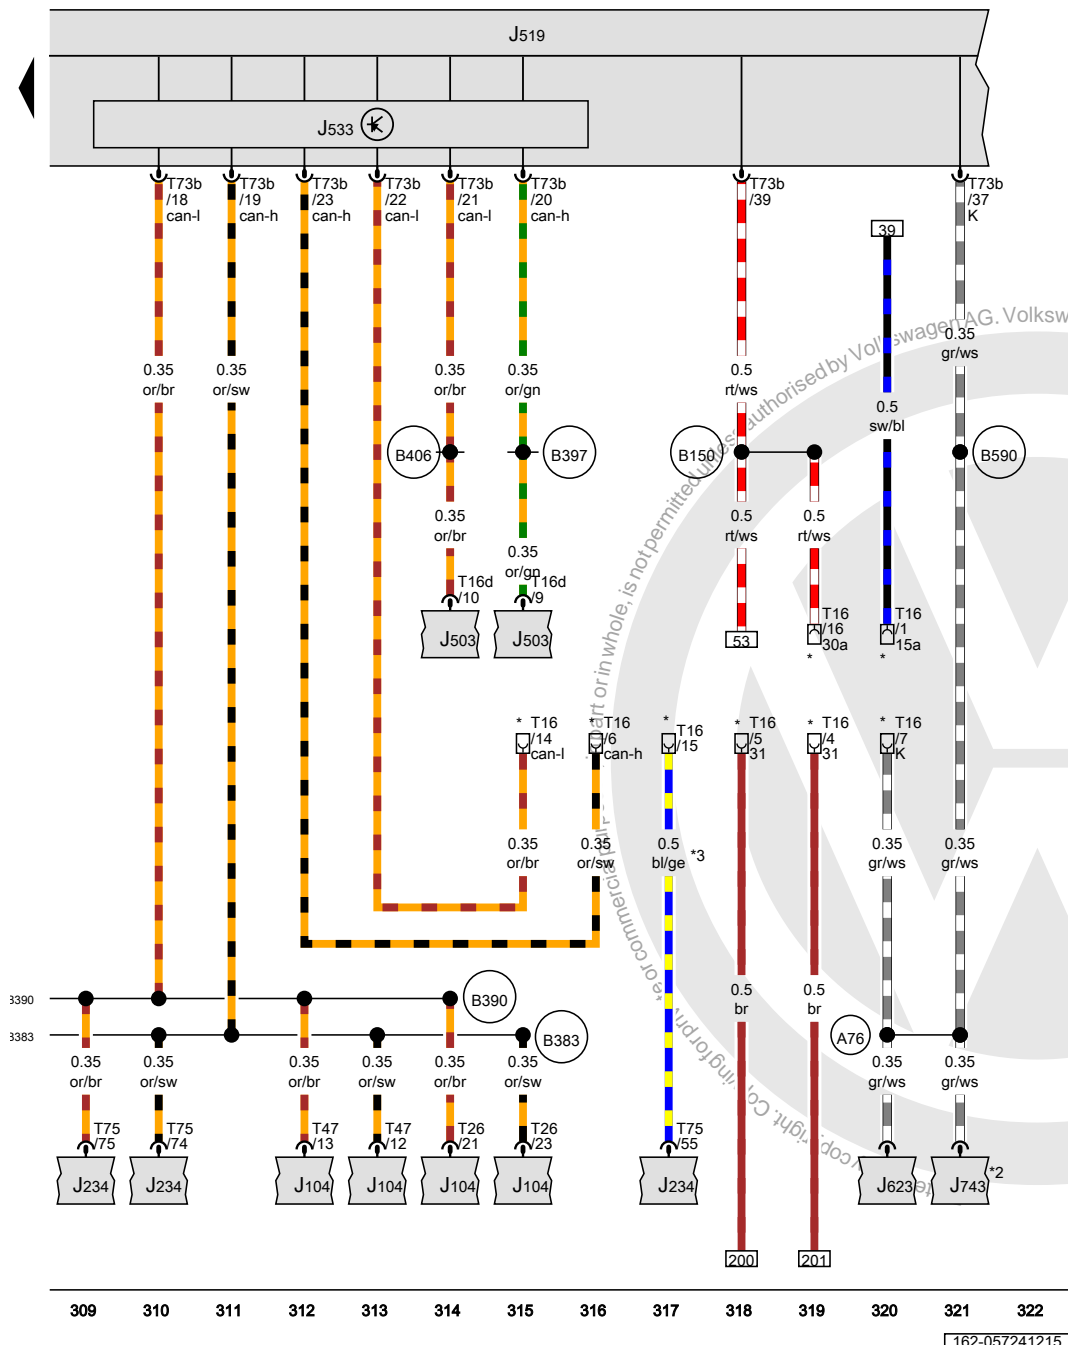 J519
J533
T73b
/18
can-l
T73b
/19
can-h
T73b
/23
can-h
T73b
/22
can-l
T73b
/21
can-l
T73b
/20
can-h
T73b
/39
T73b
/37
K
39
0.35
or/br
0.35
or/sw
0.35
or/br
0.35
or/gn
0.5
rt/ws
0.5
sw/bl
0.35
gr/ws
B406
B397
B150
B590
0.35
or/br
0.35
or/gn
0.5
rt/ws
0.5
rt/ws
T16d
/10
T16d
/9
J503
J503
53
T16
/16
30a
*
T16
/1
15a
*
* T16
/14
can-l
* T16
/6
can-h
* T16
/15
* T16
/5
31
* T16
/4
31
* T16
/7
K
0.35
or/br
0.35
or/sw
0.5
bl/ge *3
0.35
gr/ws
0.35
gr/ws
B390
B390
B383
B383
0.5
br
0.5
br
A76
0.35
or/br
0.35
or/sw
0.35
or/br
0.35
or/sw
0.35
or/br
0.35
or/sw
0.35
gr/ws
0.35
gr/ws
T75
/75
T75
/74
T47
/13
T47
/12
T26
/21
T26
/23
T75
/55
J234
J234
J104
J104
J104
J104
J234
J623
J743 *2
200
201
309 310 311 312 313 314 315 316 317 318 319 320 321 322
162-057241215